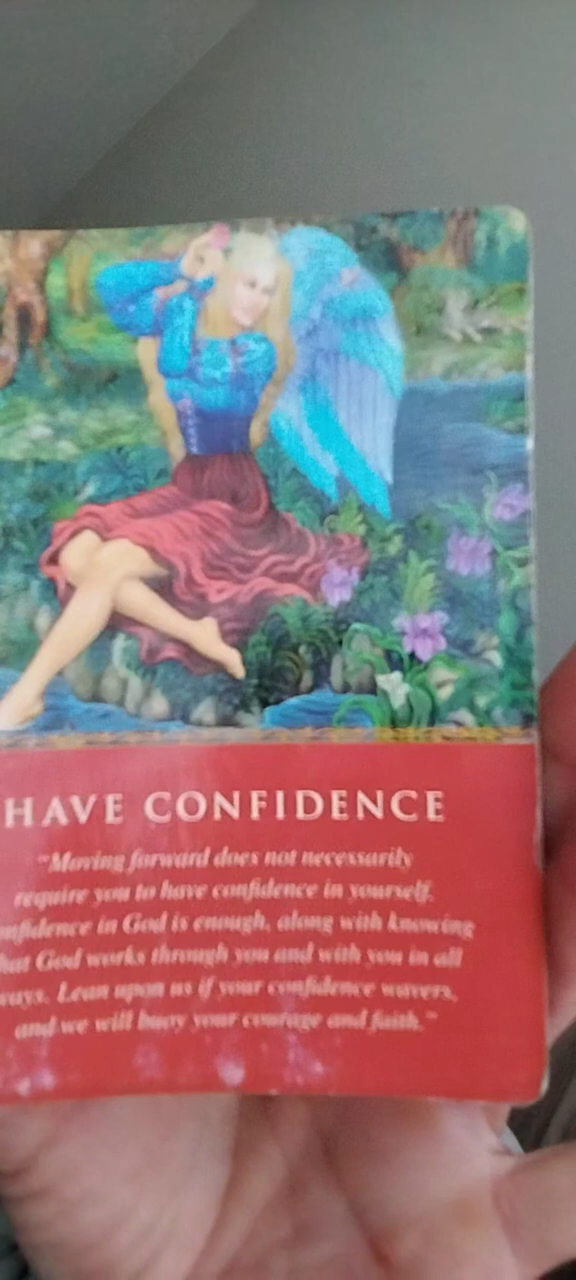 HAVE CONFIDENCE
"Moving forward does not necessarily
require you to have confidence in yourself.
nfidence in God is enough, along with knowing
hat God works through you and with you in all
ways. Lean upon us if your confidence wavers,
and we will buoy your courage and faith."